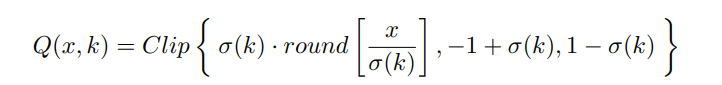 Q(x, k) = Clip { σ(k) · round [ x / σ(k) ], −1 + σ(k), 1 − σ(k) }